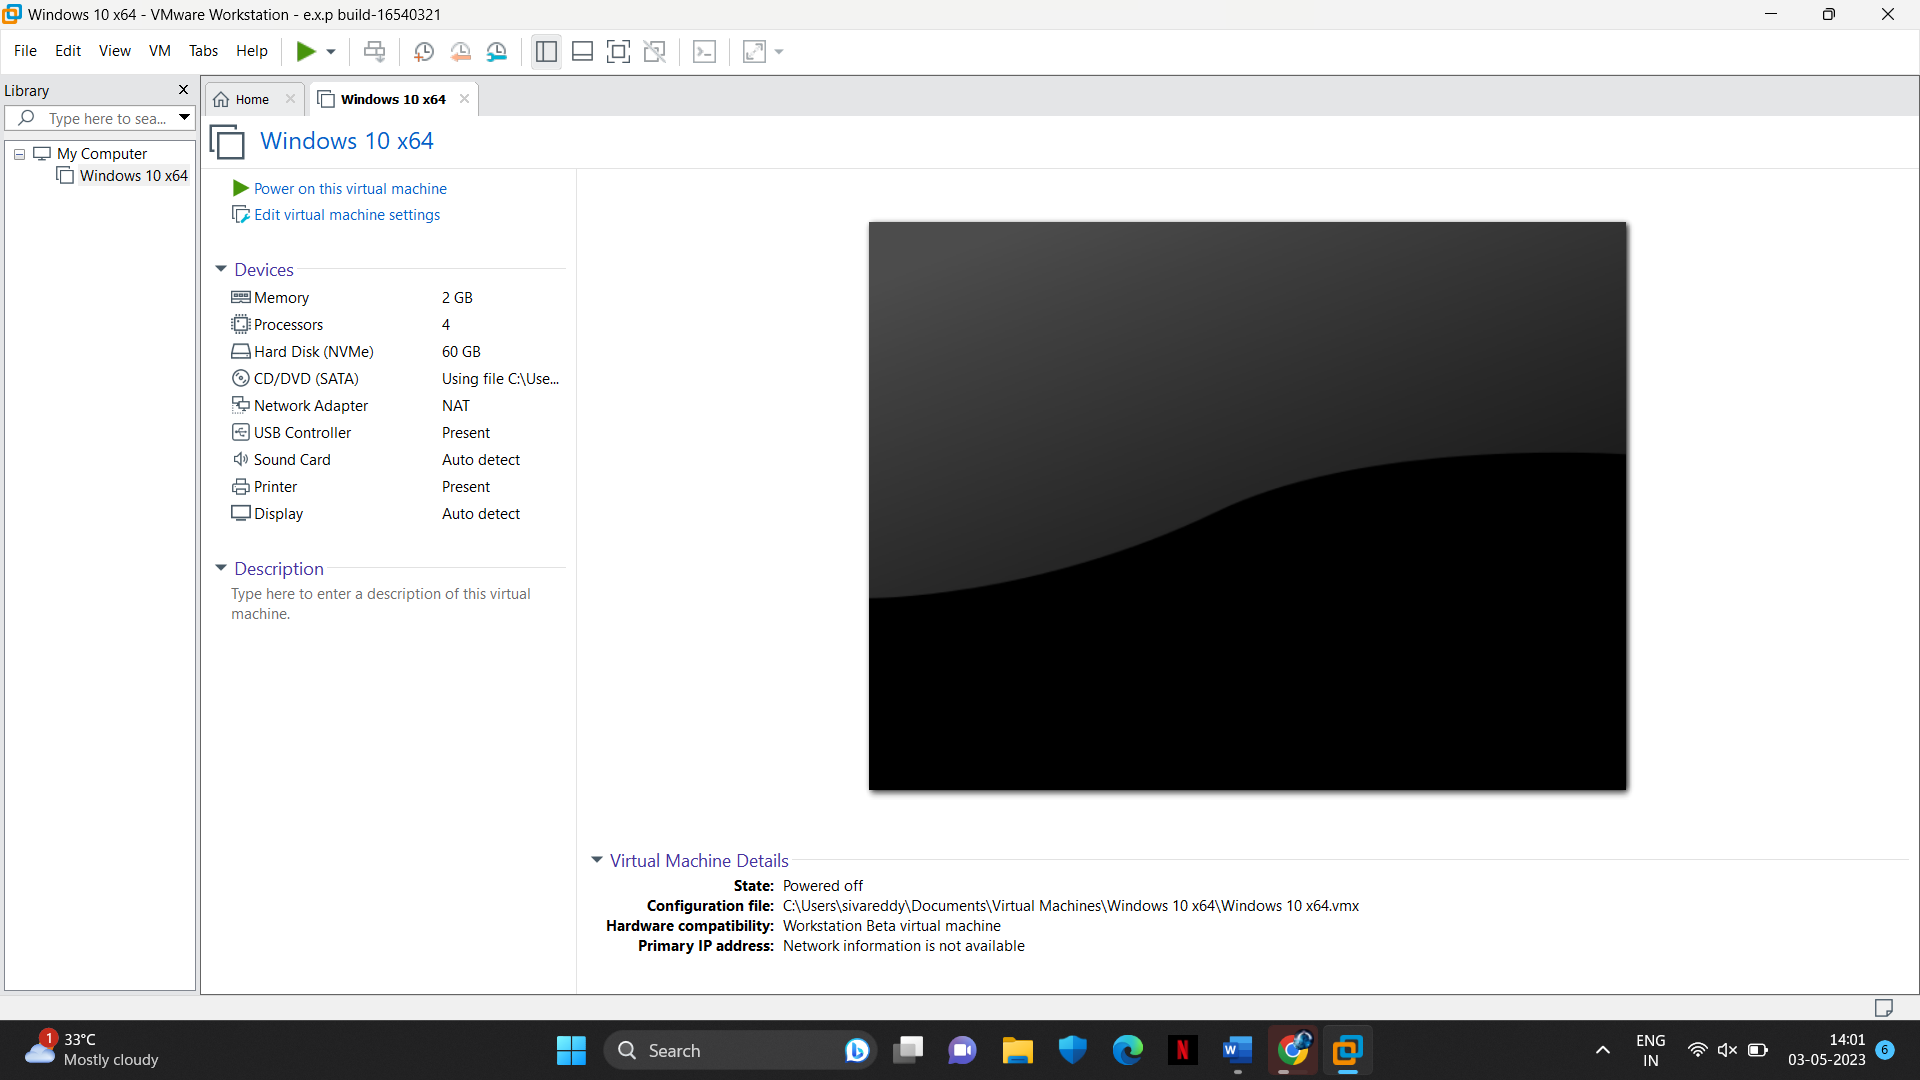 Windows 10 x64 - VMware Workstation - e.x.p build-16540321
File Edit View VM Tabs Help
Library
Type here to sea...
My Computer
Windows 10 x64
Home
Windows 10 x64
Windows 10 x64
Power on this virtual machine
Edit virtual machine settings
Devices
Memory 2 GB
Processors 4
Hard Disk (NVMe) 60 GB
CD/DVD (SATA) Using file C:\Use...
Network Adapter NAT
USB Controller Present
Sound Card Auto detect
Printer Present
Display Auto detect
Description
Type here to enter a description of this virtual
machine.
Virtual Machine Details
State: Powered off
Configuration file: C:\Users\sivareddy\Documents\Virtual Machines\Windows 10 x64\Windows 10 x64.vmx
Hardware compatibility: Workstation Beta virtual machine
Primary IP address: Network information is not available
1
33°C
Mostly cloudy
Search
N
W
ENG
IN
14:01
03-05-2023
6